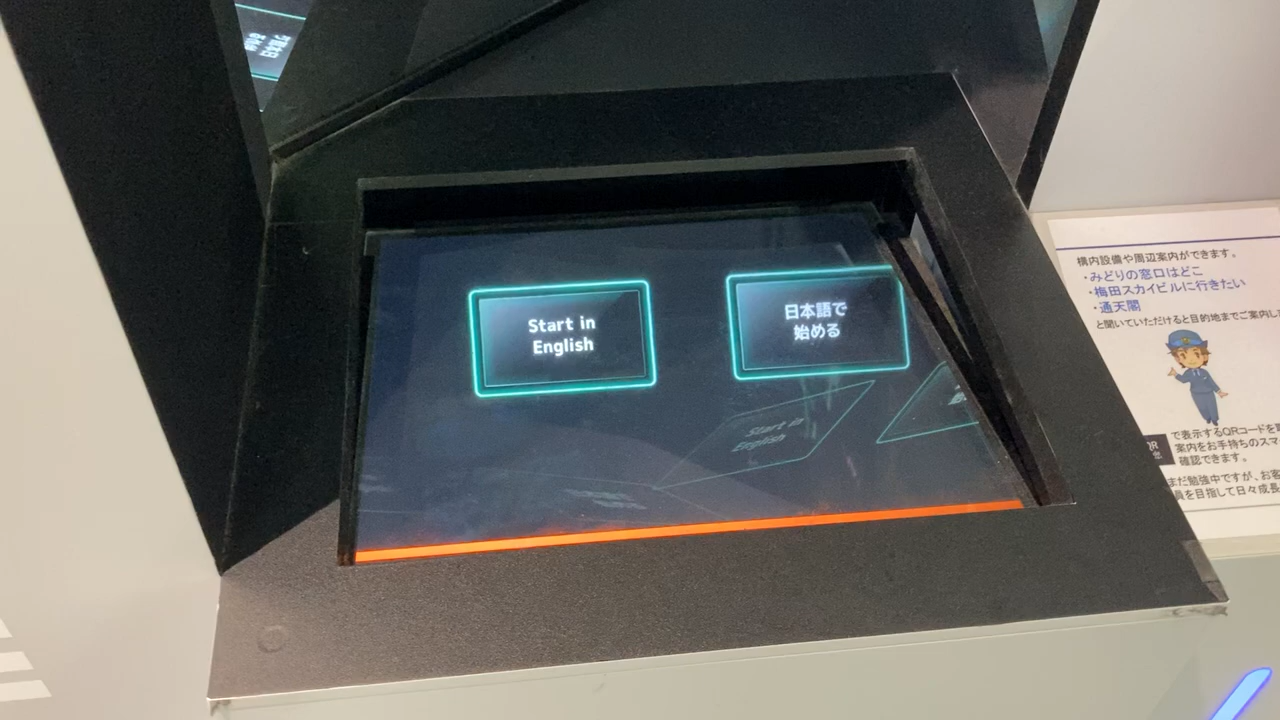 Start in
English
日本語で
始める
Start in
English
構内設備や周辺案内ができます。
・みどりの窓口はどこ
・梅田スカイビルに行きたい
・通天閣
と聞いていただけると目的地までご案内し
で表示するQRコードを
案内をお手持ちのスマ
確認できます。
まだ勉強中ですが、お客
員を目指して日々成長